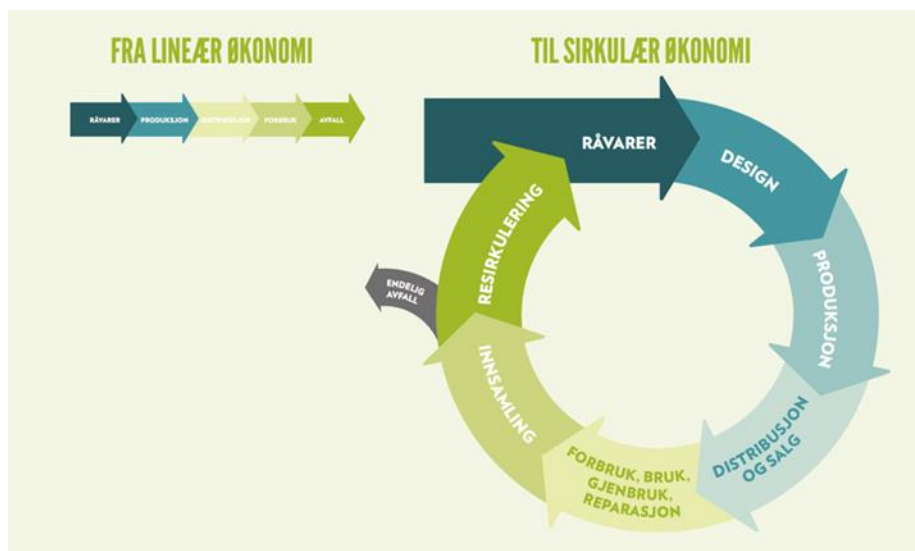 FRA LINEÆR ØKONOMI
RÅVARER
PRODUKSJON
DISTRIBUSJON
FORBRUK
AVFALL
TIL SIRKULÆR ØKONOMI
RÅVARER
DESIGN
PRODUKSJON
DISTRIBUSJON
OG SALG
FORBRUK, BRUK,
GJENBRUK,
REPARASJON
INNSAMLING
RESIRKULERING
ENDELIG
AVFALL